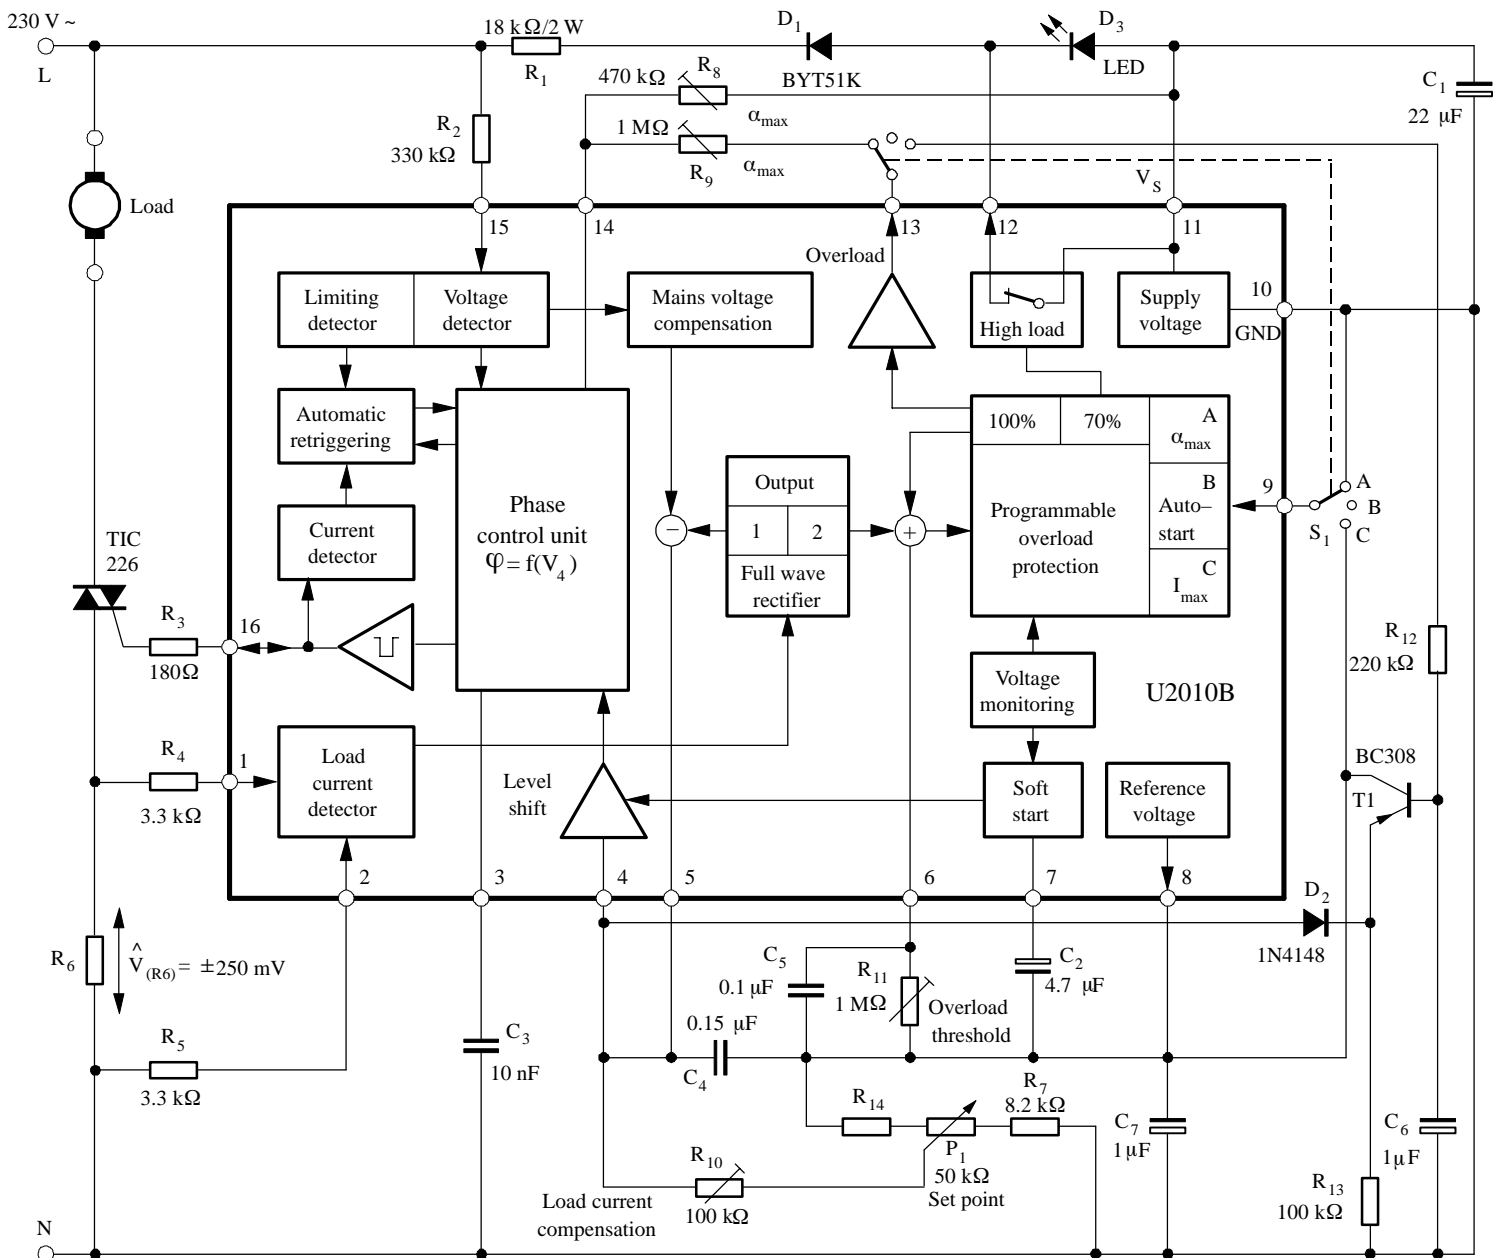 230 V ~
L
18 kΩ/2 W
R1
D1
BYT51K
D3
LED
C1
22 μF
470 kΩ
R8
αmax
R2
330 kΩ
1 MΩ
R9
αmax
VS
Load
15
14
13
12
11
Overload
Limiting
detector
Voltage
detector
Mains voltage
compensation
High load
Supply
voltage
10
GND
Automatic
retriggering
100%
70%
A
αmax
B
Auto–
start
C
Imax
Programmable
overload
protection
9
S1
A
B
C
Phase
control unit
φ = f(V4)
Output
1
2
Full wave
rectifier
−
+
Current
detector
TIC
226
R3
180Ω
16
R12
220 kΩ
Voltage
monitoring
U2010B
R4
3.3 kΩ
1
Load
current
detector
Level
shift
Soft
start
Reference
voltage
BC308
T1
2
3
4
5
6
7
8
D2
1N4148
R6
^
V(R6) = ±250 mV
C5
0.1 μF
R11
1 MΩ
Overload
threshold
C2
4.7 μF
R5
3.3 kΩ
C3
10 nF
0.15 μF
C4
R14
P1
50 kΩ
Set point
R7
8.2 kΩ
C7
1 μF
C6
1 μF
R10
100 kΩ
Load current
compensation
R13
100 kΩ
N